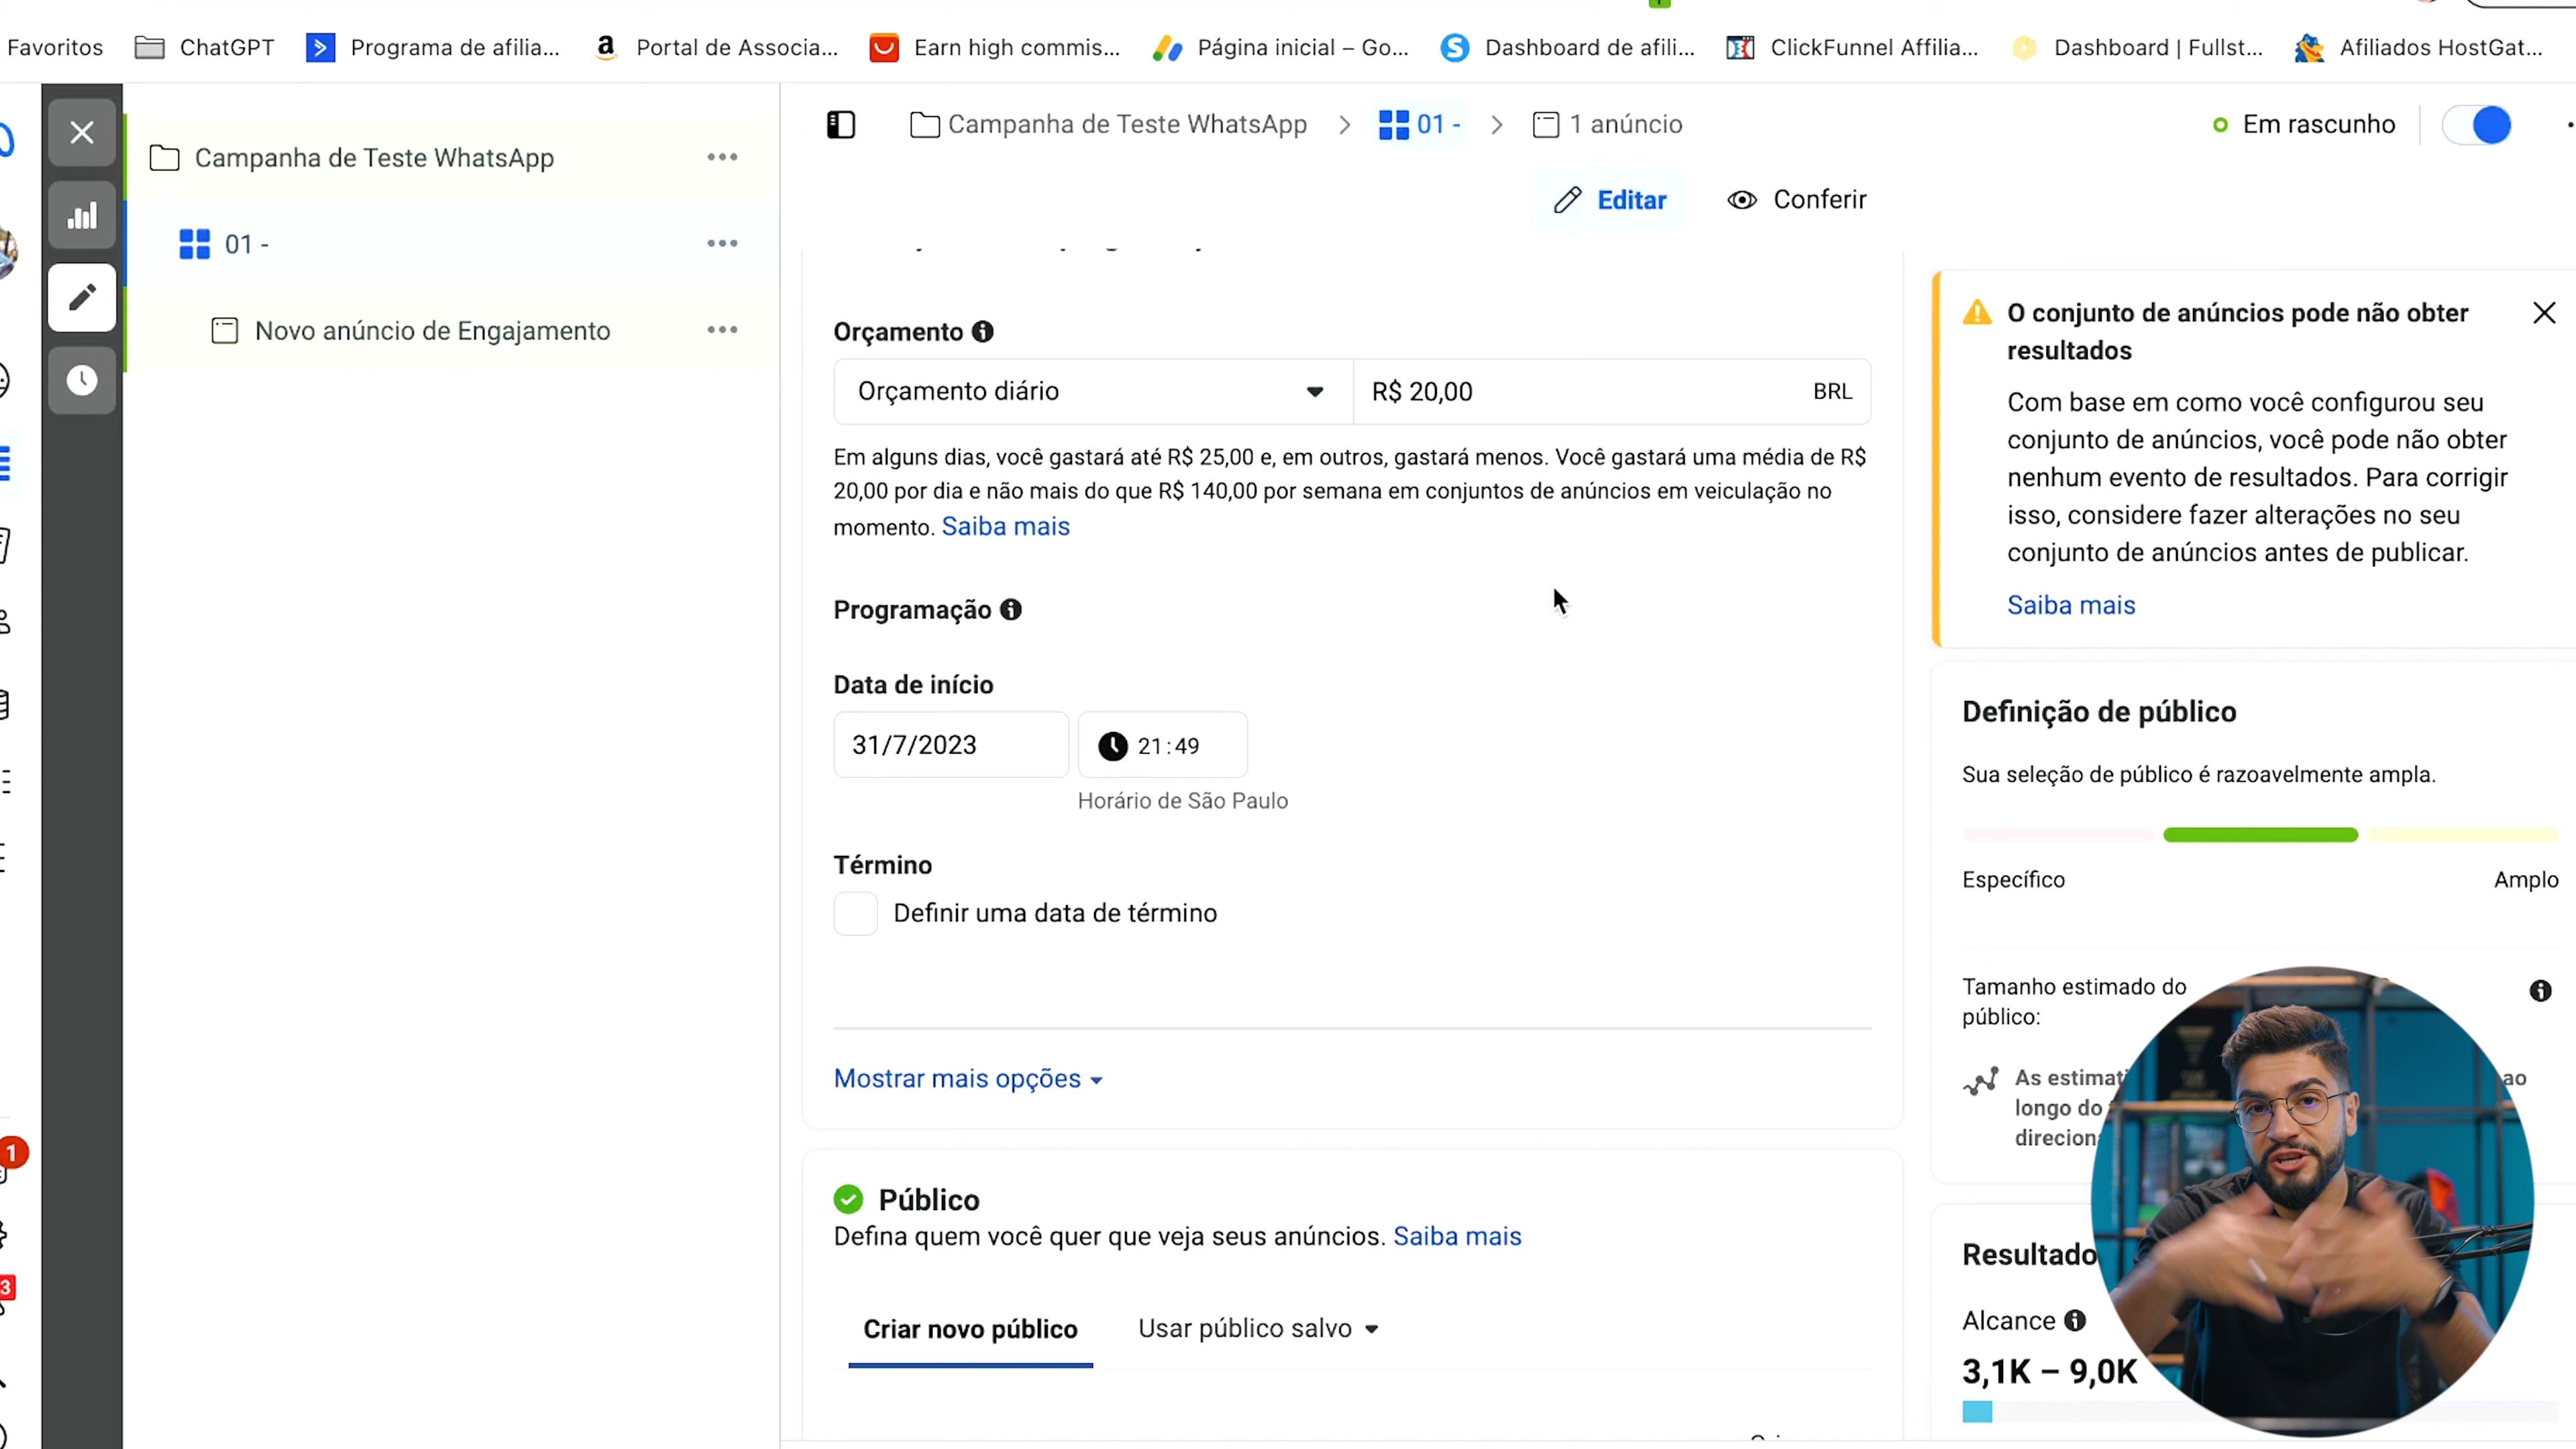 Favoritos
ChatGPT
Programa de afilia...
Portal de Associa...
Earn high commis...
Página inicial – Go...
Dashboard de afili...
ClickFunnel Affilia...
Dashboard | Fullst...
Afiliados HostGat...
Campanha de Teste WhatsApp
01 -
Novo anúncio de Engajamento
1
3
Campanha de Teste WhatsApp
01 -
1 anúncio
Em rascunho
Editar
Conferir
Orçamento
Orçamento diário
R$ 20,00
BRL
Em alguns dias, você gastará até R$ 25,00 e, em outros, gastará menos. Você gastará uma média de R$
20,00 por dia e não mais do que R$ 140,00 por semana em conjuntos de anúncios em veiculação no
momento. Saiba mais
Programação
Data de início
31/7/2023
21:49
Horário de São Paulo
Término
Definir uma data de término
Mostrar mais opções
Público
Defina quem você quer que veja seus anúncios. Saiba mais
Criar novo público
Usar público salvo
O conjunto de anúncios pode não obter
resultados
Com base em como você configurou seu
conjunto de anúncios, você pode não obter
nenhum evento de resultados. Para corrigir
isso, considere fazer alterações no seu
conjunto de anúncios antes de publicar.
Saiba mais
Definição de público
Sua seleção de público é razoavelmente ampla.
Específico
Amplo
Tamanho estimado do
público:
As estimati
ao
longo do
direcion
Resultado
Alcance
3,1K – 9,0K